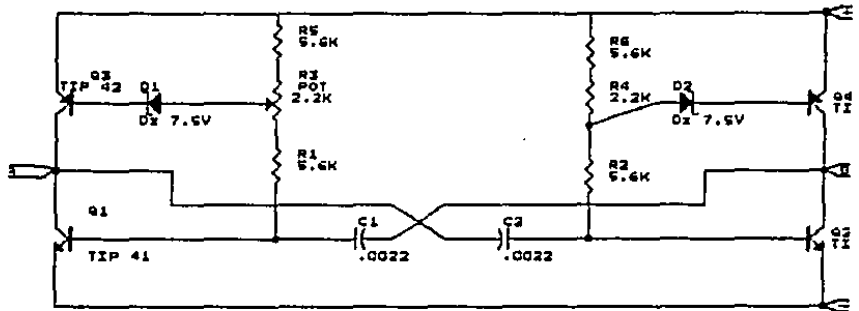 R5
5.6K
R6
5.6K
Q3
TIP 42
D1
R3
POT
2.2K
R4
2.2K
D2
Q4
TI
Dz 7.5V
Dz 7.5V
R1
5.6K
R2
5.6K
Q1
TIP 41
C1
.0022
C2
.0022
Q2
TI